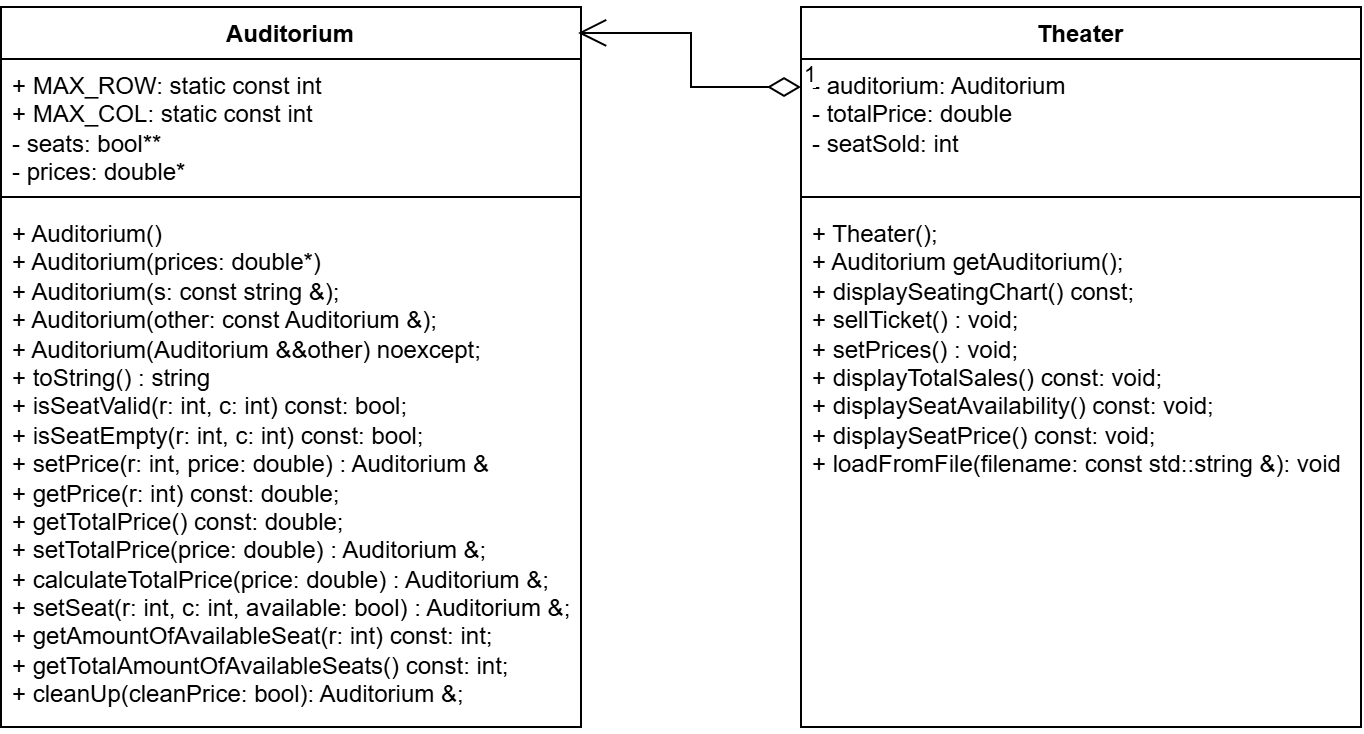 Auditorium
+ MAX_ROW: static const int
+ MAX_COL: static const int
- seats: bool**
- prices: double*
+ Auditorium()
+ Auditorium(prices: double*)
+ Auditorium(s: const string &);
+ Auditorium(other: const Auditorium &);
+ Auditorium(Auditorium &&other) noexcept;
+ toString() : string
+ isSeatValid(r: int, c: int) const: bool;
+ isSeatEmpty(r: int, c: int) const: bool;
+ setPrice(r: int, price: double) : Auditorium &
+ getPrice(r: int) const: double;
+ getTotalPrice() const: double;
+ setTotalPrice(price: double) : Auditorium &;
+ calculateTotalPrice(price: double) : Auditorium &;
+ setSeat(r: int, c: int, available: bool) : Auditorium &;
+ getAmountOfAvailableSeat(r: int) const: int;
+ getTotalAmountOfAvailableSeats() const: int;
+ cleanUp(cleanPrice: bool): Auditorium &;
Theater
1
- auditorium: Auditorium
- totalPrice: double
- seatSold: int
+ Theater();
+ Auditorium getAuditorium();
+ displaySeatingChart() const;
+ sellTicket() : void;
+ setPrices() : void;
+ displayTotalSales() const: void;
+ displaySeatAvailability() const: void;
+ displaySeatPrice() const: void;
+ loadFromFile(filename: const std::string &): void